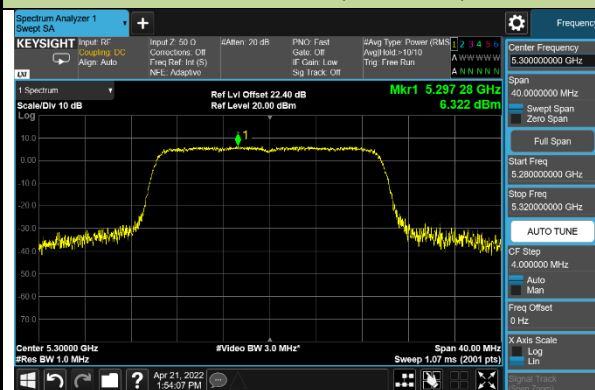 Spectrum Analyzer 1
Swept SA
+
Frequency
KEYSIGHT
Input: RF
Coupling: DC
Align: Auto
Input Z: 50 Ω
Corrections: Off
Freq Ref: Int (S)
NFE: Adaptive
#Atten: 20 dB
PNO: Fast
Gate: Off
IF Gain: Low
Sig Track: Off
#Avg Type: Power (RMS
Avg|Hold:>10/10
Trig: Free Run
1 2 3 4 5 6
A W W W W W
A N N N N N
LXI
1 Spectrum
Scale/Div 10 dB
Log
Ref Lvl Offset 22.40 dB
Ref Level 20.00 dBm
Mkr1 5.297 28 GHz
6.322 dBm
1
10.0
0.00
-10.0
-20.0
-30.0
-40.0
-50.0
-60.0
-70.0
Center 5.30000 GHz
#Res BW 1.0 MHz
#Video BW 3.0 MHz*
Span 40.00 MHz
Sweep 1.07 ms (2001 pts)
Center Frequency
5.300000000 GHz
Span
40.0000000 MHz
Swept Span
Zero Span
Full Span
Start Freq
5.280000000 GHz
Stop Freq
5.320000000 GHz
AUTO TUNE
CF Step
4.000000 MHz
Auto
Man
Freq Offset
0 Hz
X Axis Scale
Log
Lin
Signal Track
(Span Zoom)
Apr 21, 2022
1:54:07 PM